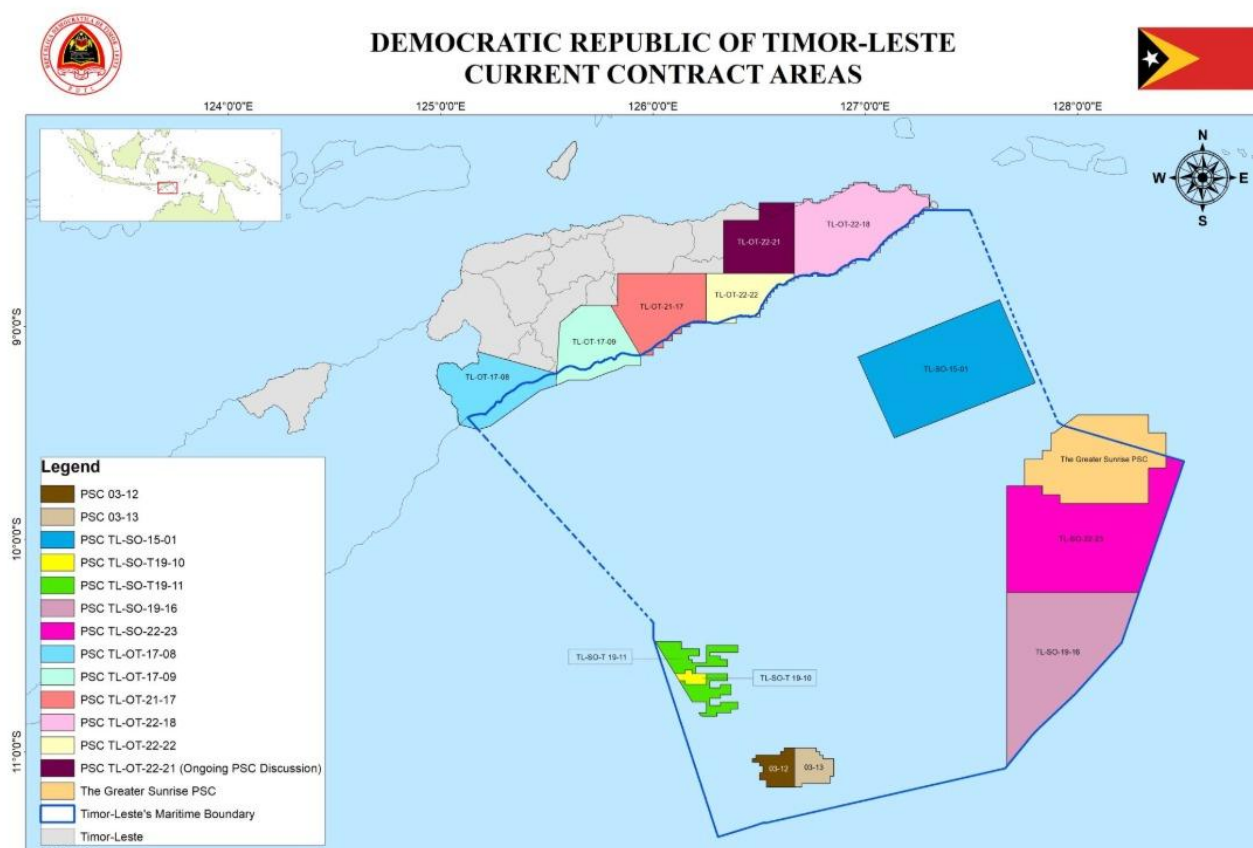 DEMOCRATIC REPUBLIC OF TIMOR-LESTE
CURRENT CONTRACT AREAS
124°0'0"E
125°0'0"E
126°0'0"E
127°0'0"E
128°0'0"E
N
W
E
S
TL-OT-22-18
TL-OT-22-21
TL-OT-22-22
TL-OT-21-17
9°0'0"S
TL-OT-17-09
TL-OT-17-08
TL-SO-15-01
The Greater Sunrise PSC
Legend
PSC 03-12
PSC 03-13
PSC TL-SO-15-01
PSC TL-SO-T19-10
PSC TL-SO-T19-11
PSC TL-SO-19-16
PSC TL-SO-22-23
PSC TL-OT-17-08
PSC TL-OT-17-09
PSC TL-OT-21-17
PSC TL-OT-22-18
PSC TL-OT-22-22
PSC TL-OT-22-21 (Ongoing PSC Discussion)
The Greater Sunrise PSC
Timor-Leste's Maritime Boundary
Timor-Leste
10°0'0"S
TL-SO-22-23
TL-SO-19-16
TL-SO-T 19-11
TL-SO-T 19-10
11°0'0"S
03-12
03-13